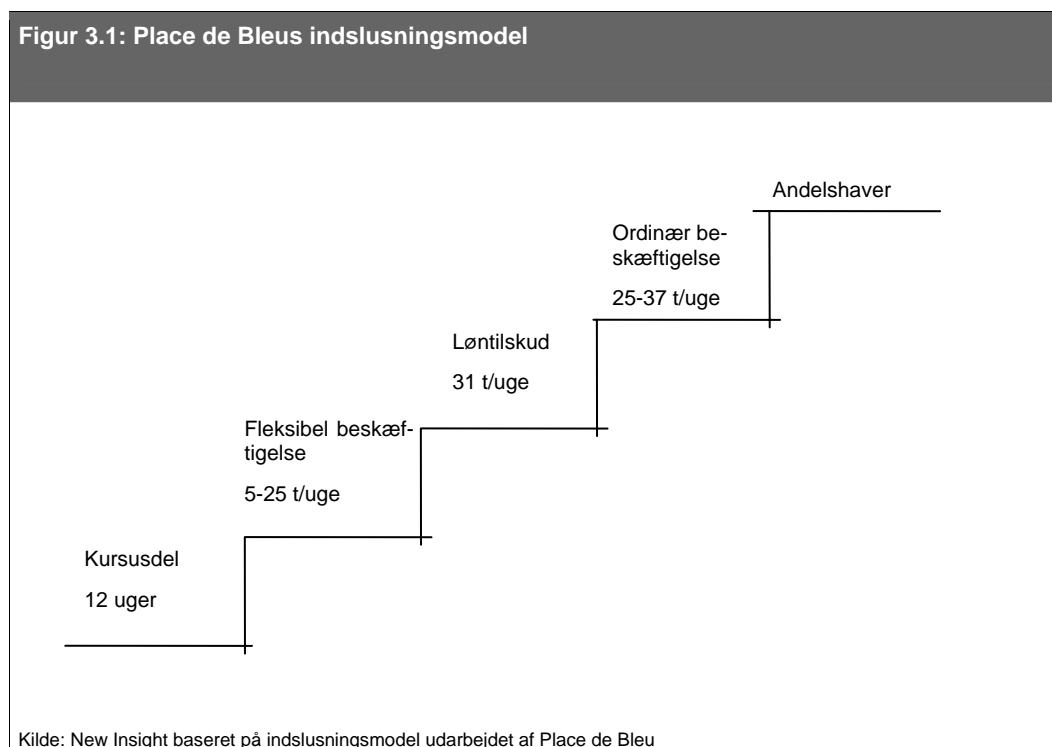 Figur 3.1: Place de Bleus indslusningsmodel
Andelshaver
Ordinær be-
skæftigelse
25-37 t/uge
Løntilskud
31 t/uge
Fleksibel beskæf-
tigelse
5-25 t/uge
Kursusdel
12 uger
Kilde: New Insight baseret på indslusningsmodel udarbejdet af Place de Bleu